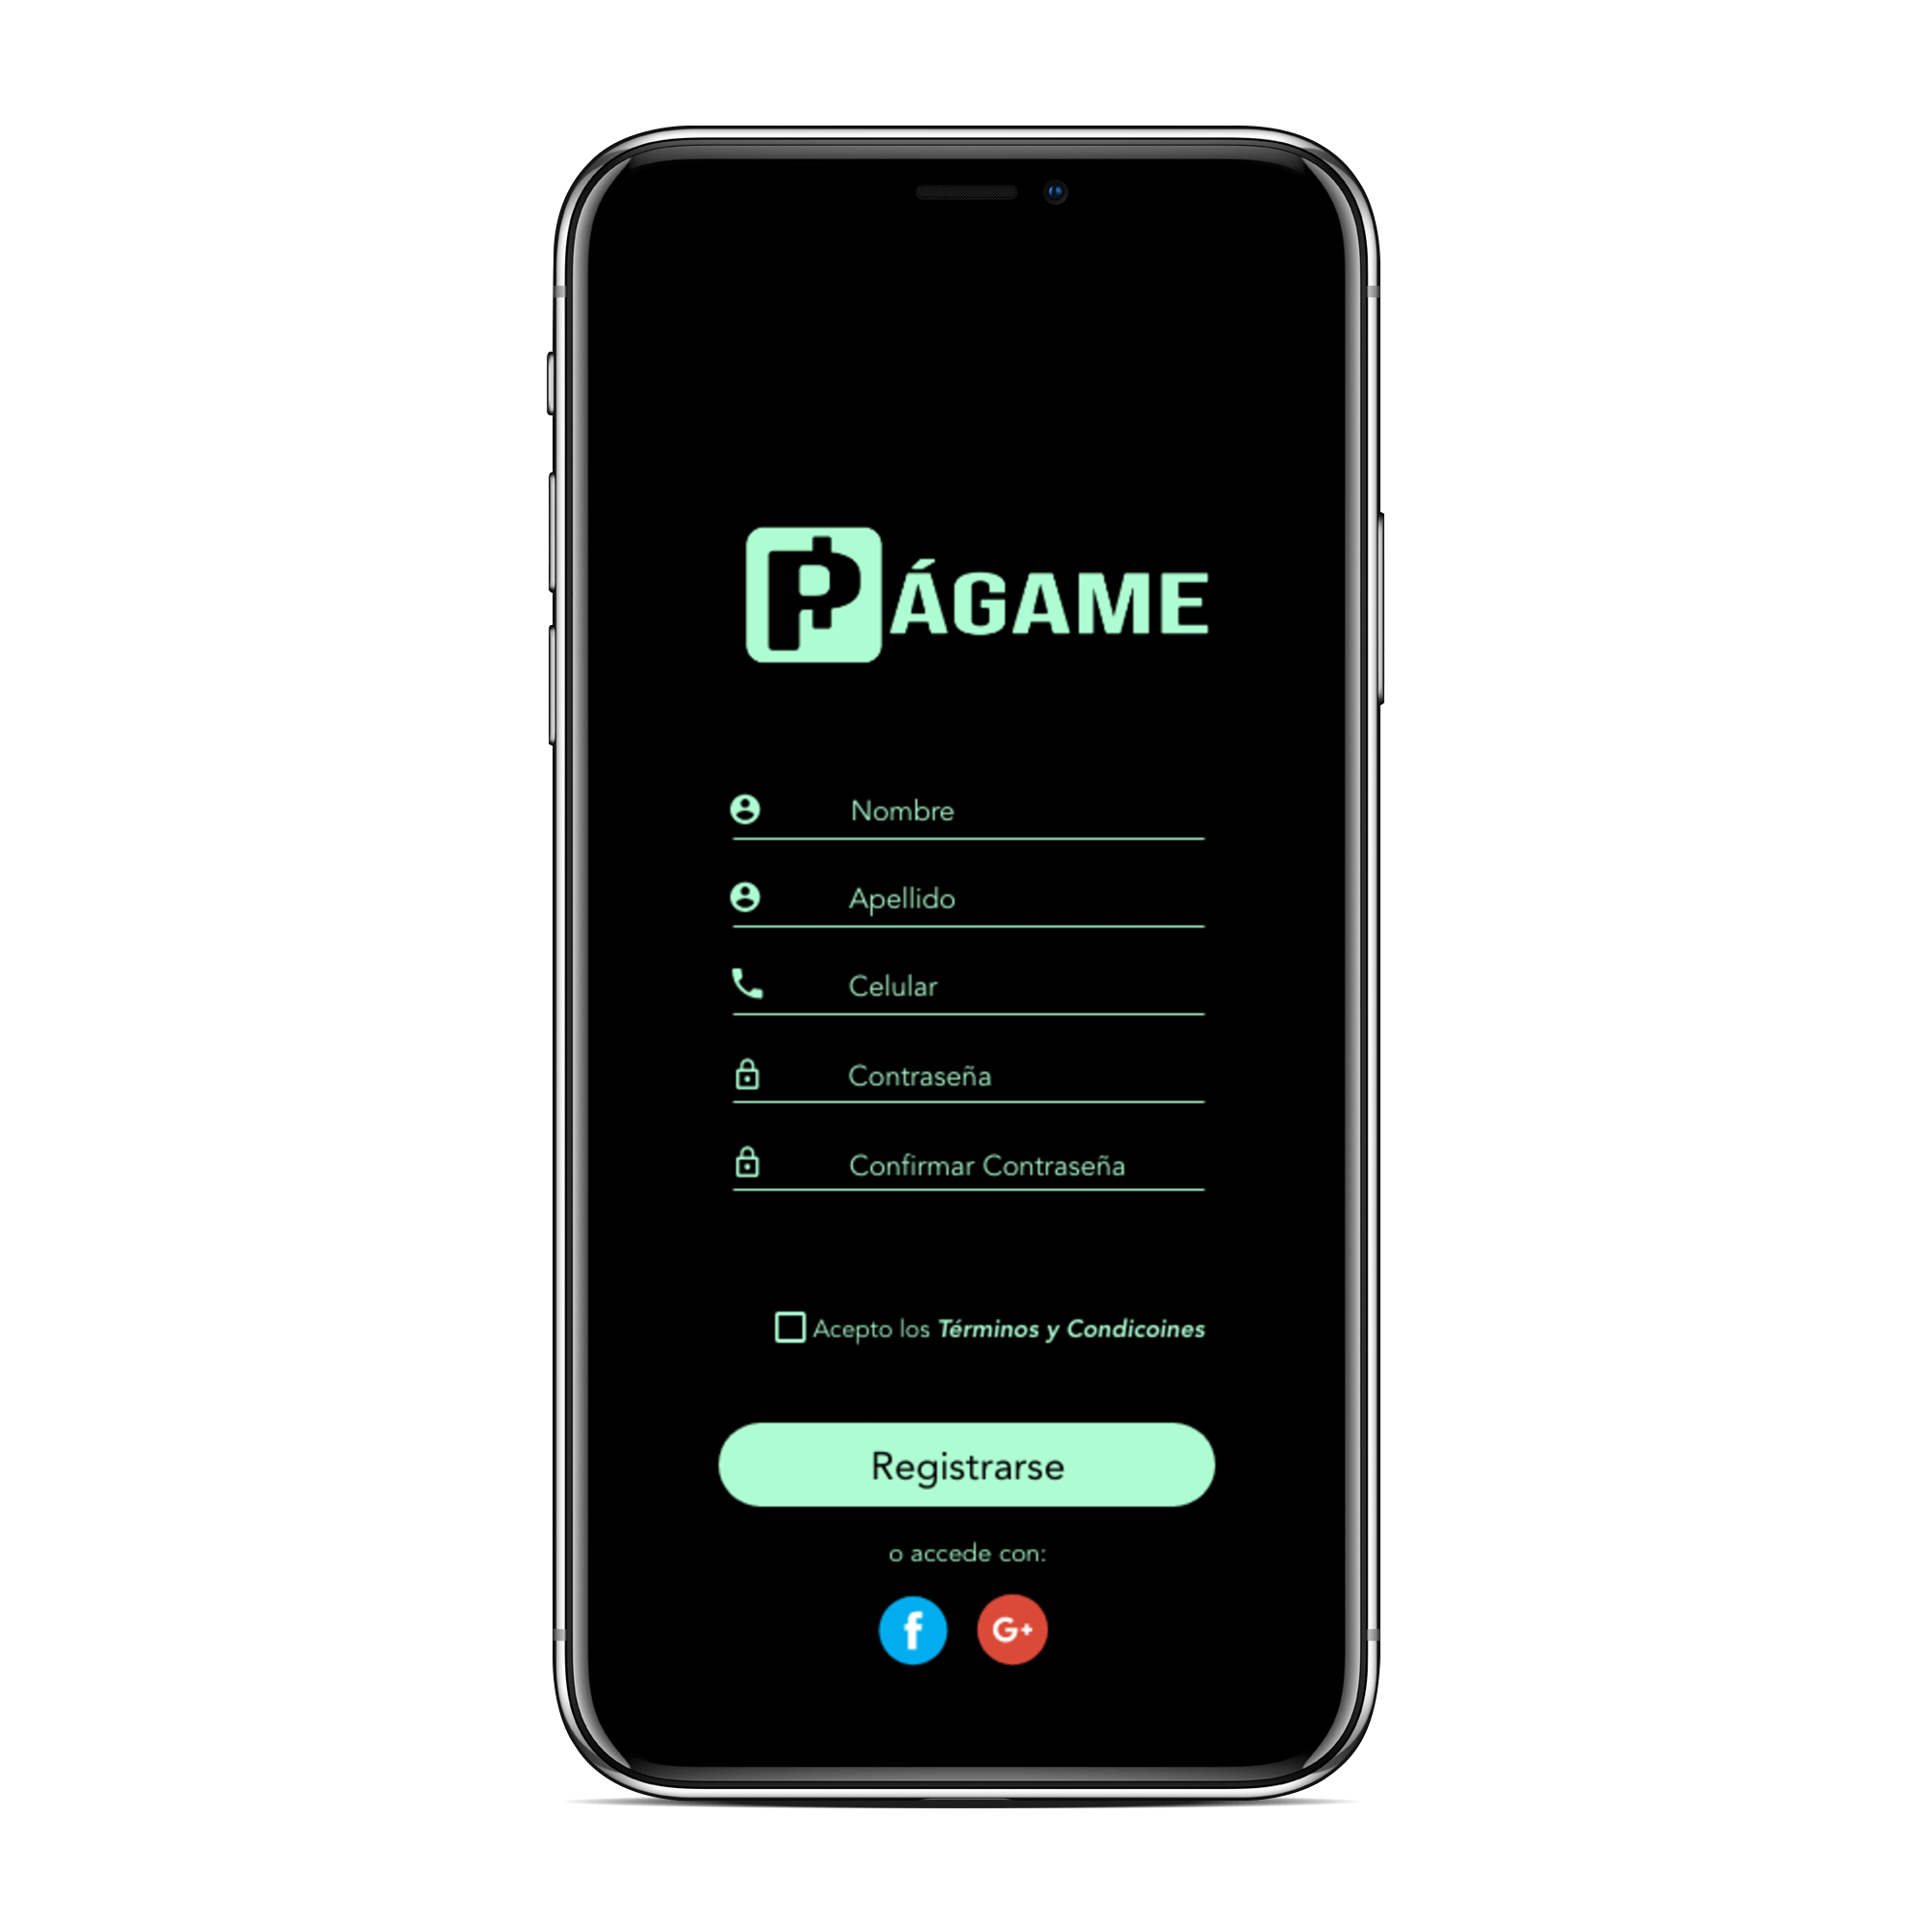 PÁGAME
Nombre
Apellido
Celular
Contraseña
Confirmar Contraseña
Acepto los Términos y Condicoines
Registrarse
o accede con:
f G+